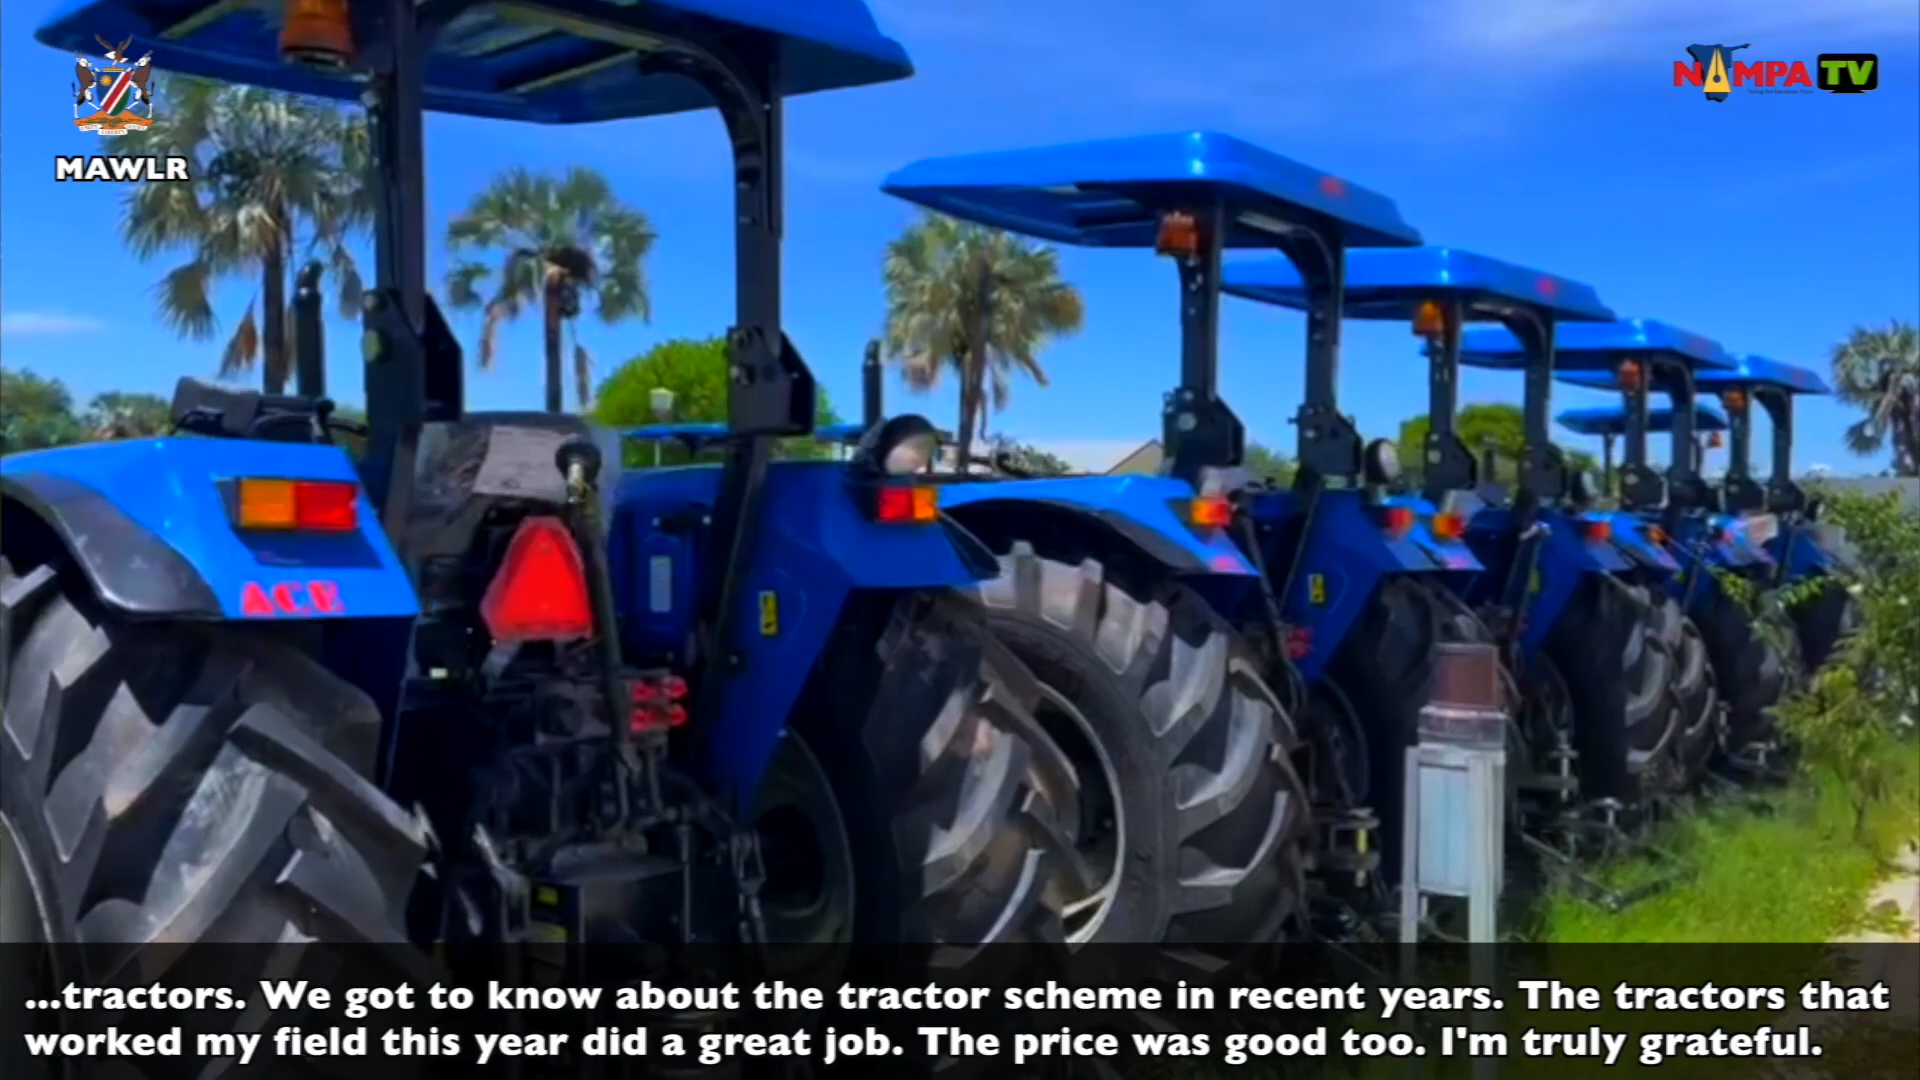 MAWLR
NAMPA TV
ACE
...tractors. We got to know about the tractor scheme in recent years. The tractors that
worked my field this year did a great job. The price was good too. I'm truly grateful.